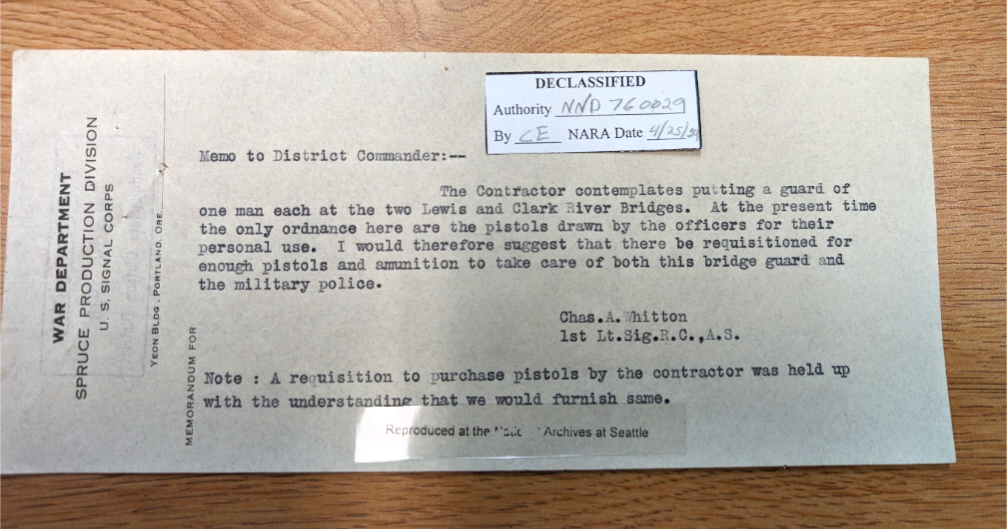 WAR DEPARTMENT
SPRUCE PRODUCTION DIVISION
U. S. SIGNAL CORPS
YEON BLDG., PORTLAND, ORE.
MEMORANDUM FOR
DECLASSIFIED
Authority NND 760029
By CE NARA Date 4/25/
Memo to District Commander:--
The Contractor contemplates putting a guard of
one man each at the two Lewis and Clark River Bridges. At the present time
the only ordnance here are the pistols drawn by the officers for their
personal use. I would therefore suggest that there be requisitioned for
enough pistols and amunition to take care of both this bridge guard and
the military police.
Chas.A.Whitton
1st Lt.Sig.R.C.,A.S.
Note : A requisition to purchase pistols by the contractor was held up
with the understanding that we would furnish same.
Reproduced at the Archives at Seattle